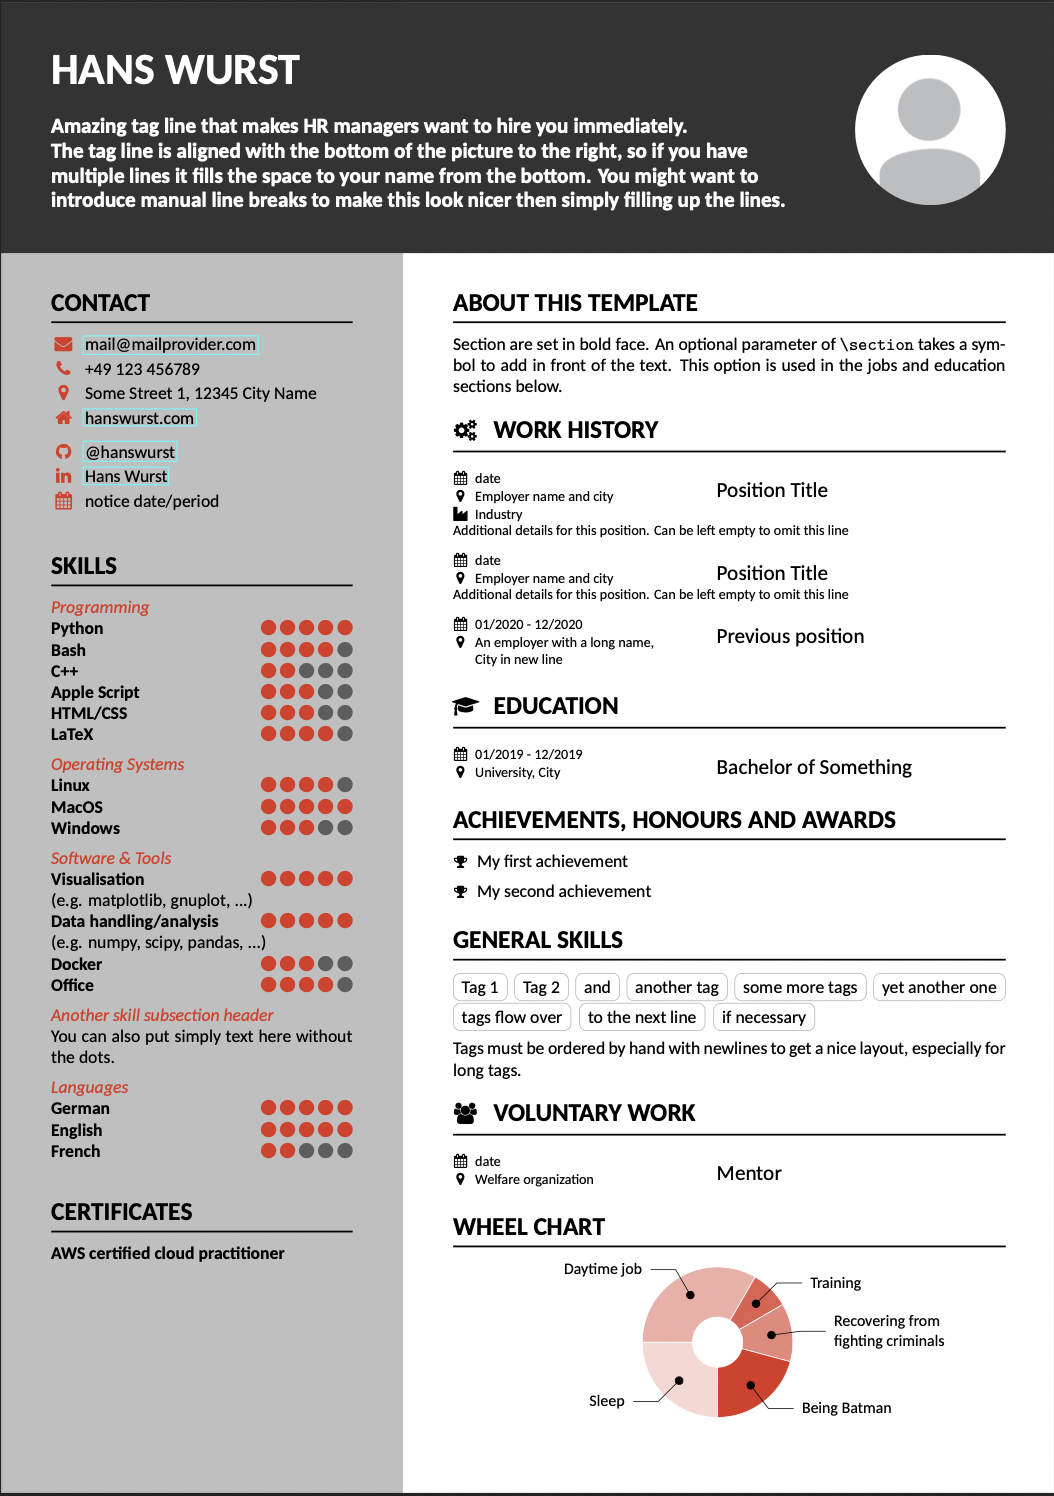 HANS WURST
Amazing tag line that makes HR managers want to hire you immediately.
The tag line is aligned with the bottom of the picture to the right, so if you have
multiple lines it fills the space to your name from the bottom. You might want to
introduce manual line breaks to make this look nicer then simply filling up the lines.
CONTACT
mail@mailprovider.com
+49 123 456789
Some Street 1, 12345 City Name
hanswurst.com
@hanswurst
Hans Wurst
notice date/period
SKILLS
Programming
Python
Bash
C++
Apple Script
HTML/CSS
LaTeX
Operating Systems
Linux
MacOS
Windows
Software & Tools
Visualisation
(e.g. matplotlib, gnuplot, ...)
Data handling/analysis
(e.g. numpy, scipy, pandas, ...)
Docker
Office
Another skill subsection header
You can also put simply text here without
the dots.
Languages
German
English
French
CERTIFICATES
AWS certified cloud practitioner
ABOUT THIS TEMPLATE
Section are set in bold face. An optional parameter of \section takes a sym-
bol to add in front of the text. This option is used in the jobs and education
sections below.
WORK HISTORY
date
Employer name and city
Industry
Position Title
Additional details for this position. Can be left empty to omit this line
date
Employer name and city
Position Title
Additional details for this position. Can be left empty to omit this line
01/2020 - 12/2020
An employer with a long name,
City in new line
Previous position
EDUCATION
01/2019 - 12/2019
University, City
Bachelor of Something
ACHIEVEMENTS, HONOURS AND AWARDS
My first achievement
My second achievement
GENERAL SKILLS
Tag 1 Tag 2 and another tag some more tags yet another one
tags flow over to the next line if necessary
Tags must be ordered by hand with newlines to get a nice layout, especially for
long tags.
VOLUNTARY WORK
date
Welfare organization
Mentor
WHEEL CHART
Daytime job
Training
Recovering from
fighting criminals
Sleep
Being Batman